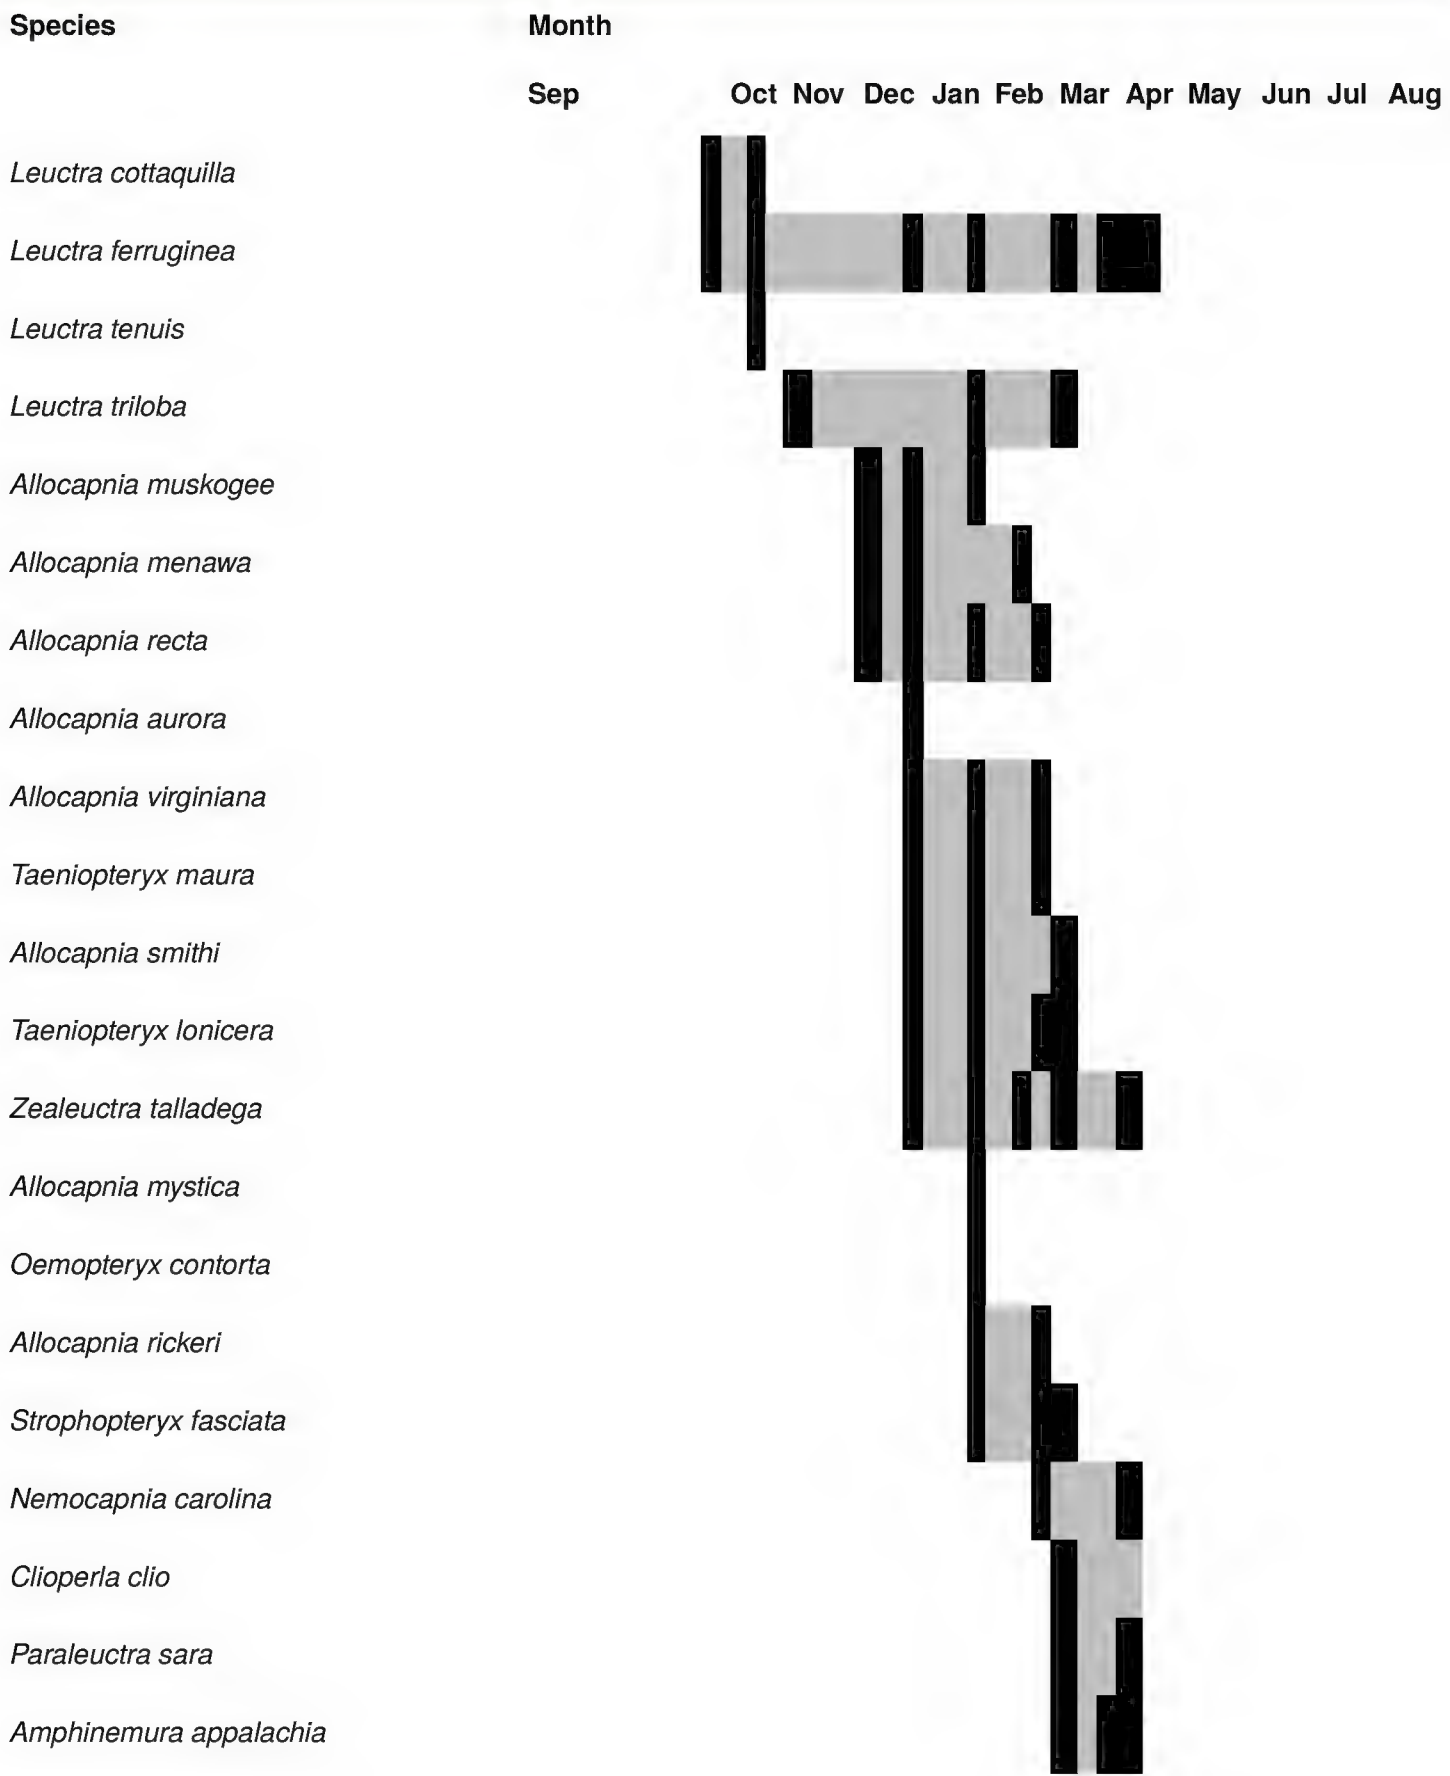 Species Month
Sep Oct Nov Dec Jan Feb Mar Apr May Jun Jul Aug
Leuctra cottaquilla
Leuctra ferruginea
Leuctra tenuis
Leuctra triloba
Allocapnia muskogee
Allocapnia menawa
Allocapnia recta
Allocapnia aurora
Allocapnia virginiana
Taeniopteryx maura
Allocapnia smithi
Taeniopteryx lonicera
Zealeuctra talladega
Allocapnia mystica
Oemopteryx contorta
Allocapnia rickeri
Strophopteryx fasciata
Nemocapnia carolina
Clioperla clio
Paraleuctra sara
Amphinemura appalachia